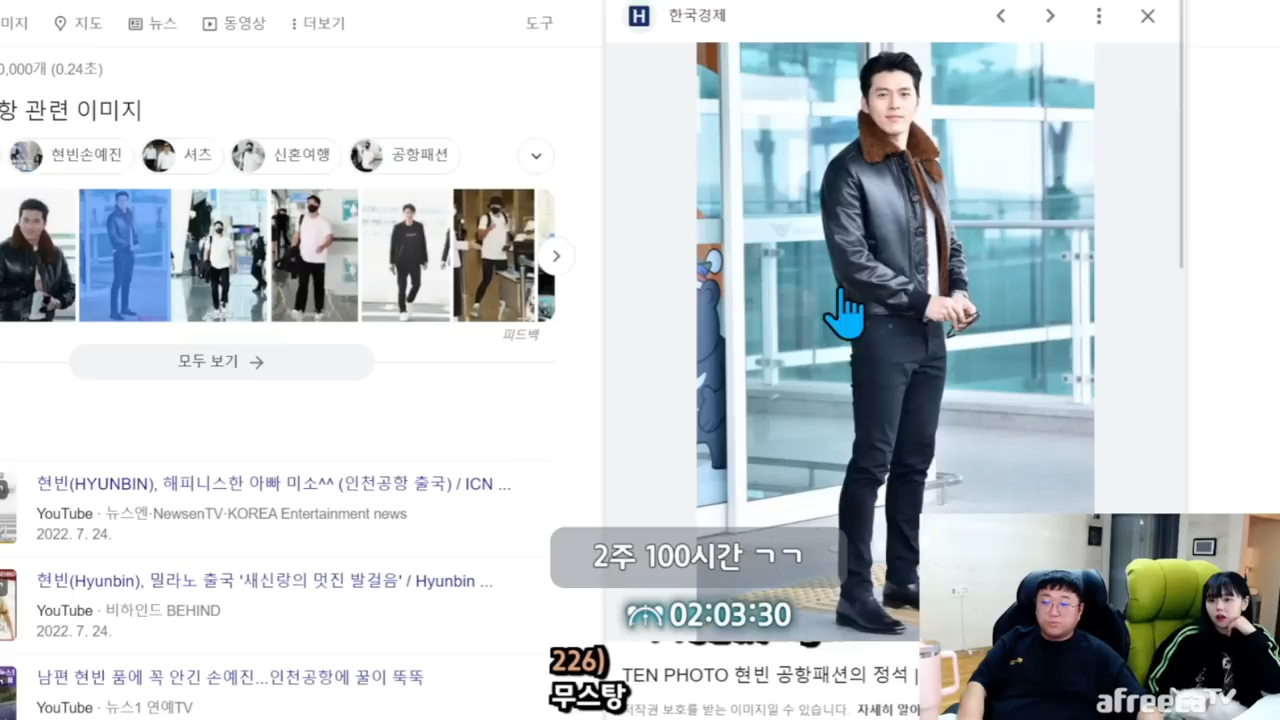 미지
지도
뉴스
동영상
더보기
도구
0,000개 (0.24초)
항 관련 이미지
현빈손예진
셔츠
신혼여행
공항패션
피드백
모두 보기
현빈(HYUNBIN), 해피니스한 아빠 미소^^ (인천공항 출국) / ICN ...
YouTube · 뉴스엔·NewsenTV·KOREA Entertainment news
2022. 7. 24.
현빈(Hyunbin), 밀라노 출국 '새신랑의 멋진 발걸음' / Hyunbin ...
YouTube · 비하인드 BEHIND
2022. 7. 24.
남편 현빈 품에 꼭 안긴 손예진...인천공항에 꿀이 뚝뚝
YouTube · 뉴스1 연예TV
H 한국경제
2주 100시간 ㄱㄱ
02:03:30
226)
무스탕
TEN PHOTO 현빈 공항패션의 정석 |
저작권 보호를 받는 이미지일 수 있습니다. 자세히 알아
afreecaTV